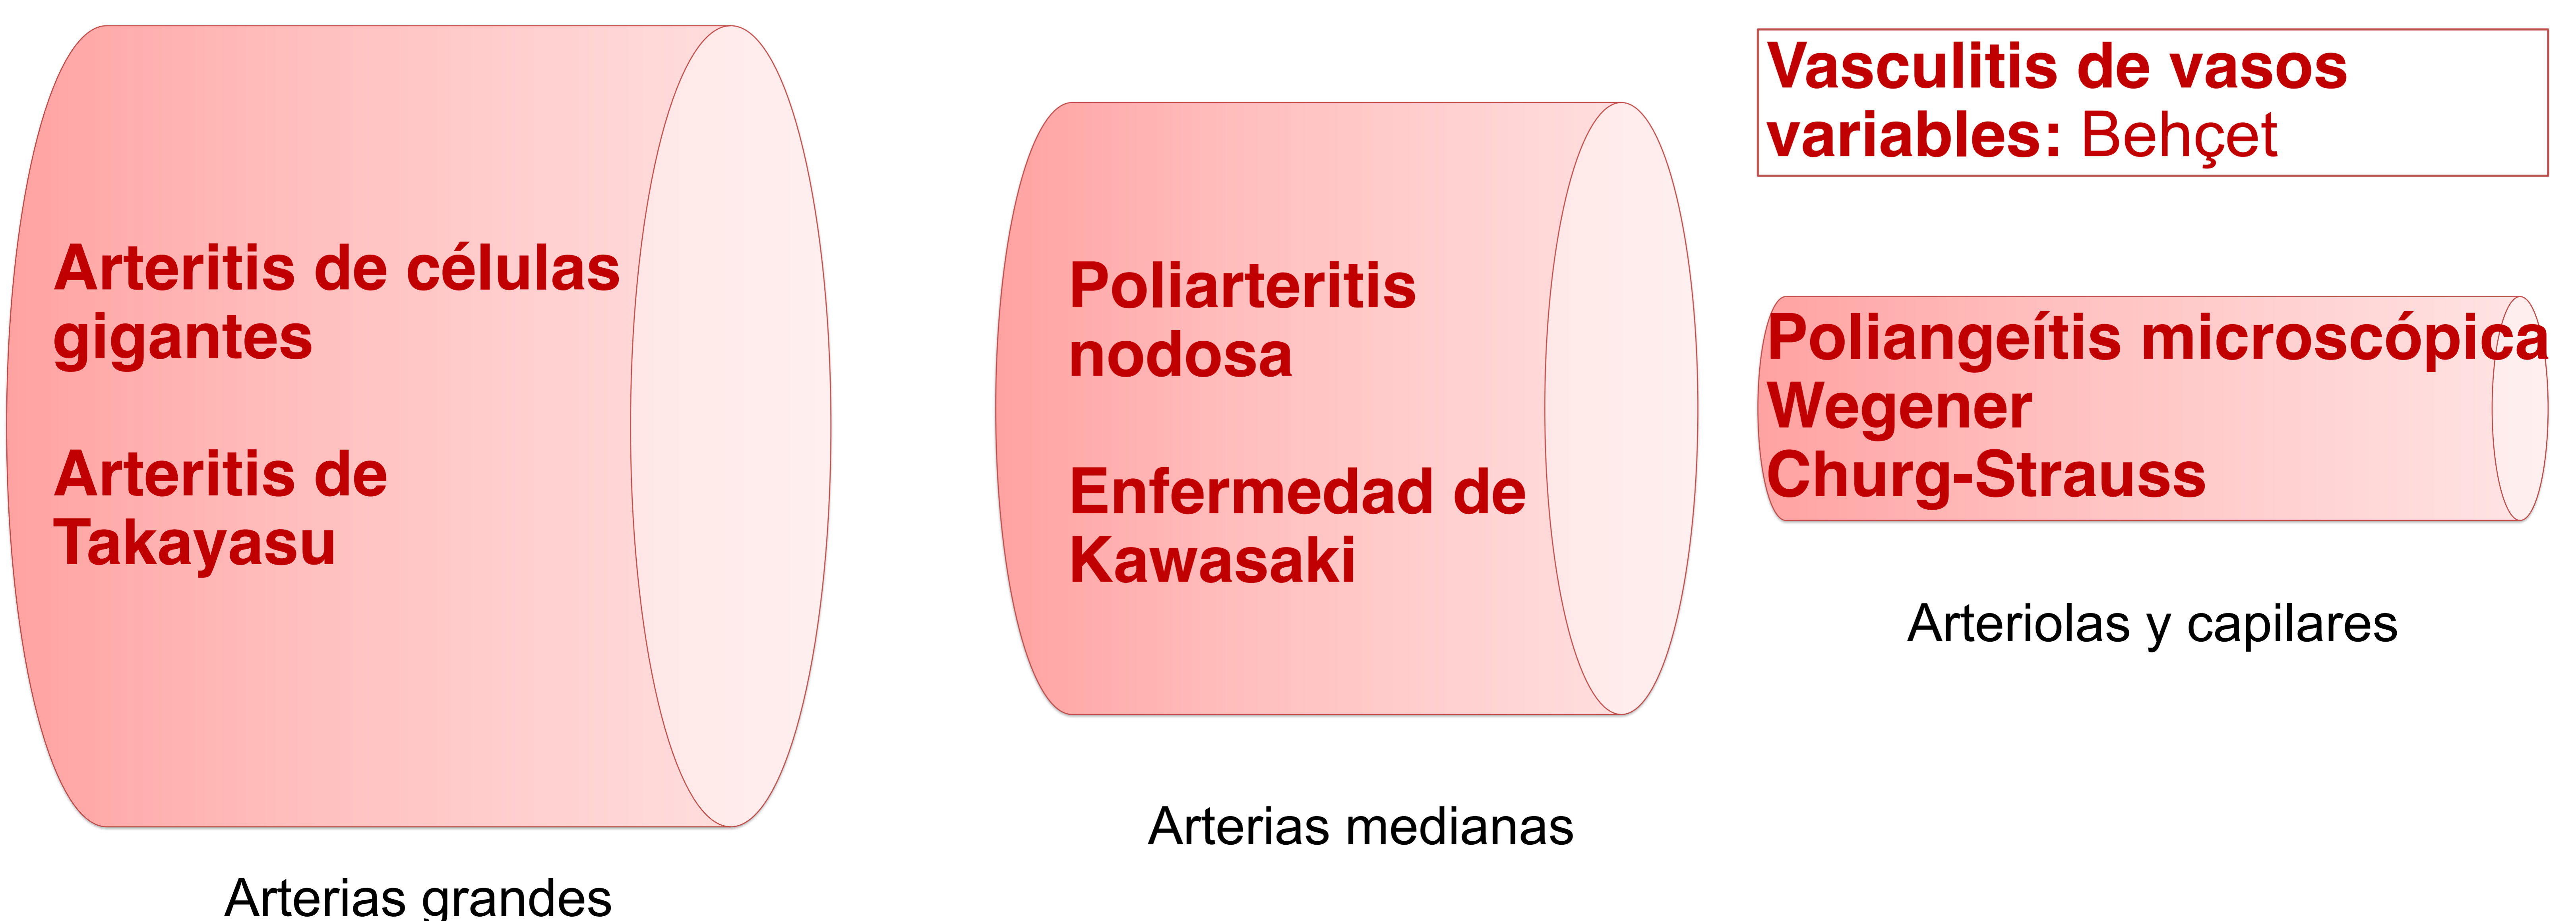 Arteritis de células
gigantes
Arteritis de
Takayasu
Arterias grandes
Poliarteritis
nodosa
Enfermedad de
Kawasaki
Arterias medianas
Vasculitis de vasos
variables: Behçet
Poliangeítis microscópica
Wegener
Churg-Strauss
Arteriolas y capilares